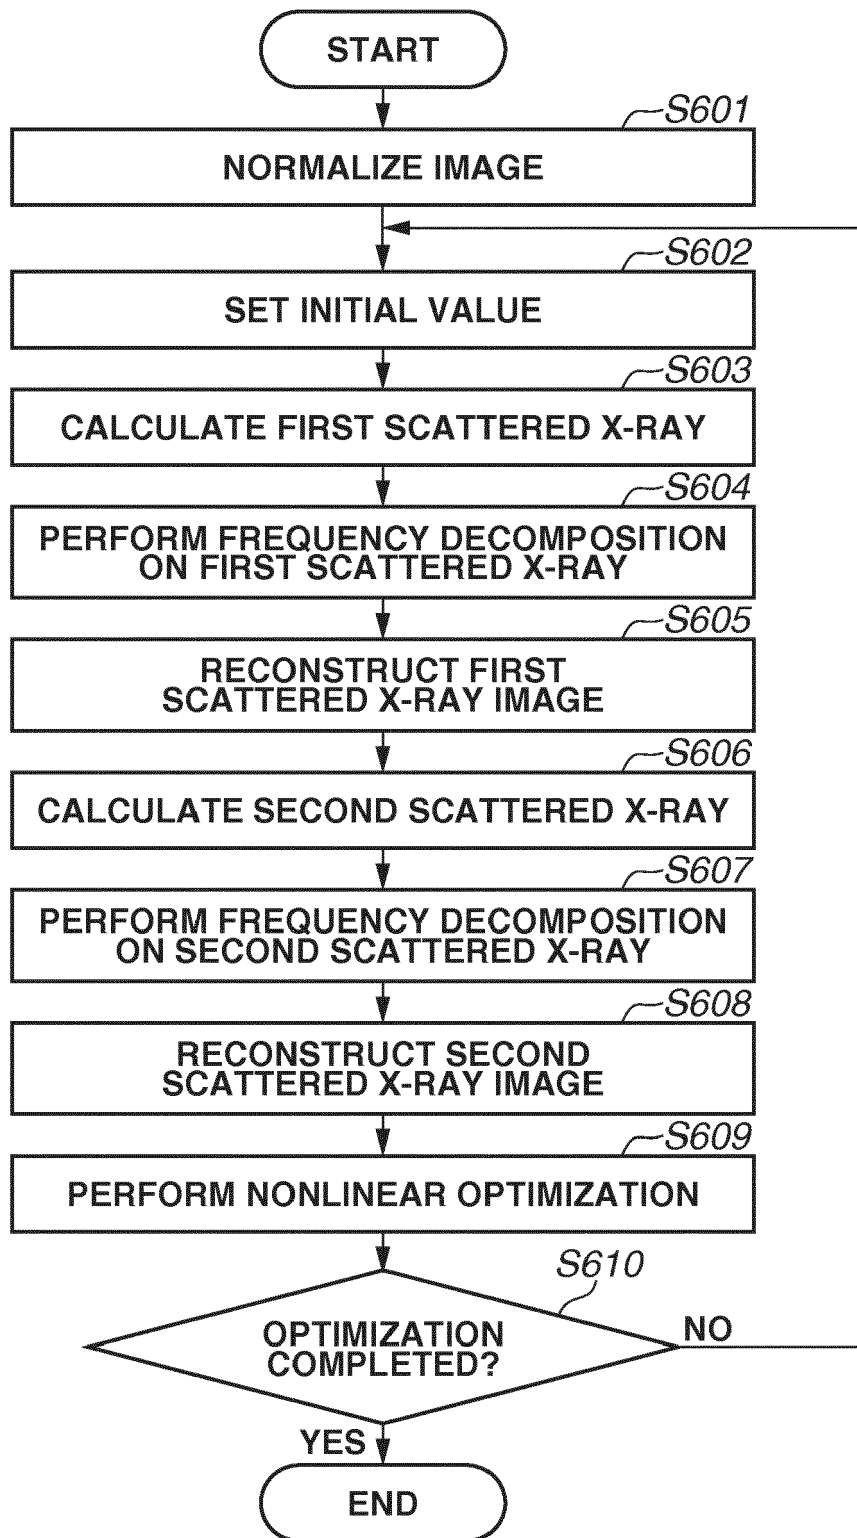 START
S601
NORMALIZE IMAGE
S602
SET INITIAL VALUE
S603
CALCULATE FIRST SCATTERED X-RAY
S604
PERFORM FREQUENCY DECOMPOSITION
ON FIRST SCATTERED X-RAY
S605
RECONSTRUCT FIRST
SCATTERED X-RAY IMAGE
S606
CALCULATE SECOND SCATTERED X-RAY
S607
PERFORM FREQUENCY DECOMPOSITION
ON SECOND SCATTERED X-RAY
S608
RECONSTRUCT SECOND
SCATTERED X-RAY IMAGE
S609
PERFORM NONLINEAR OPTIMIZATION
S610
OPTIMIZATION
COMPLETED?
NO
YES
END